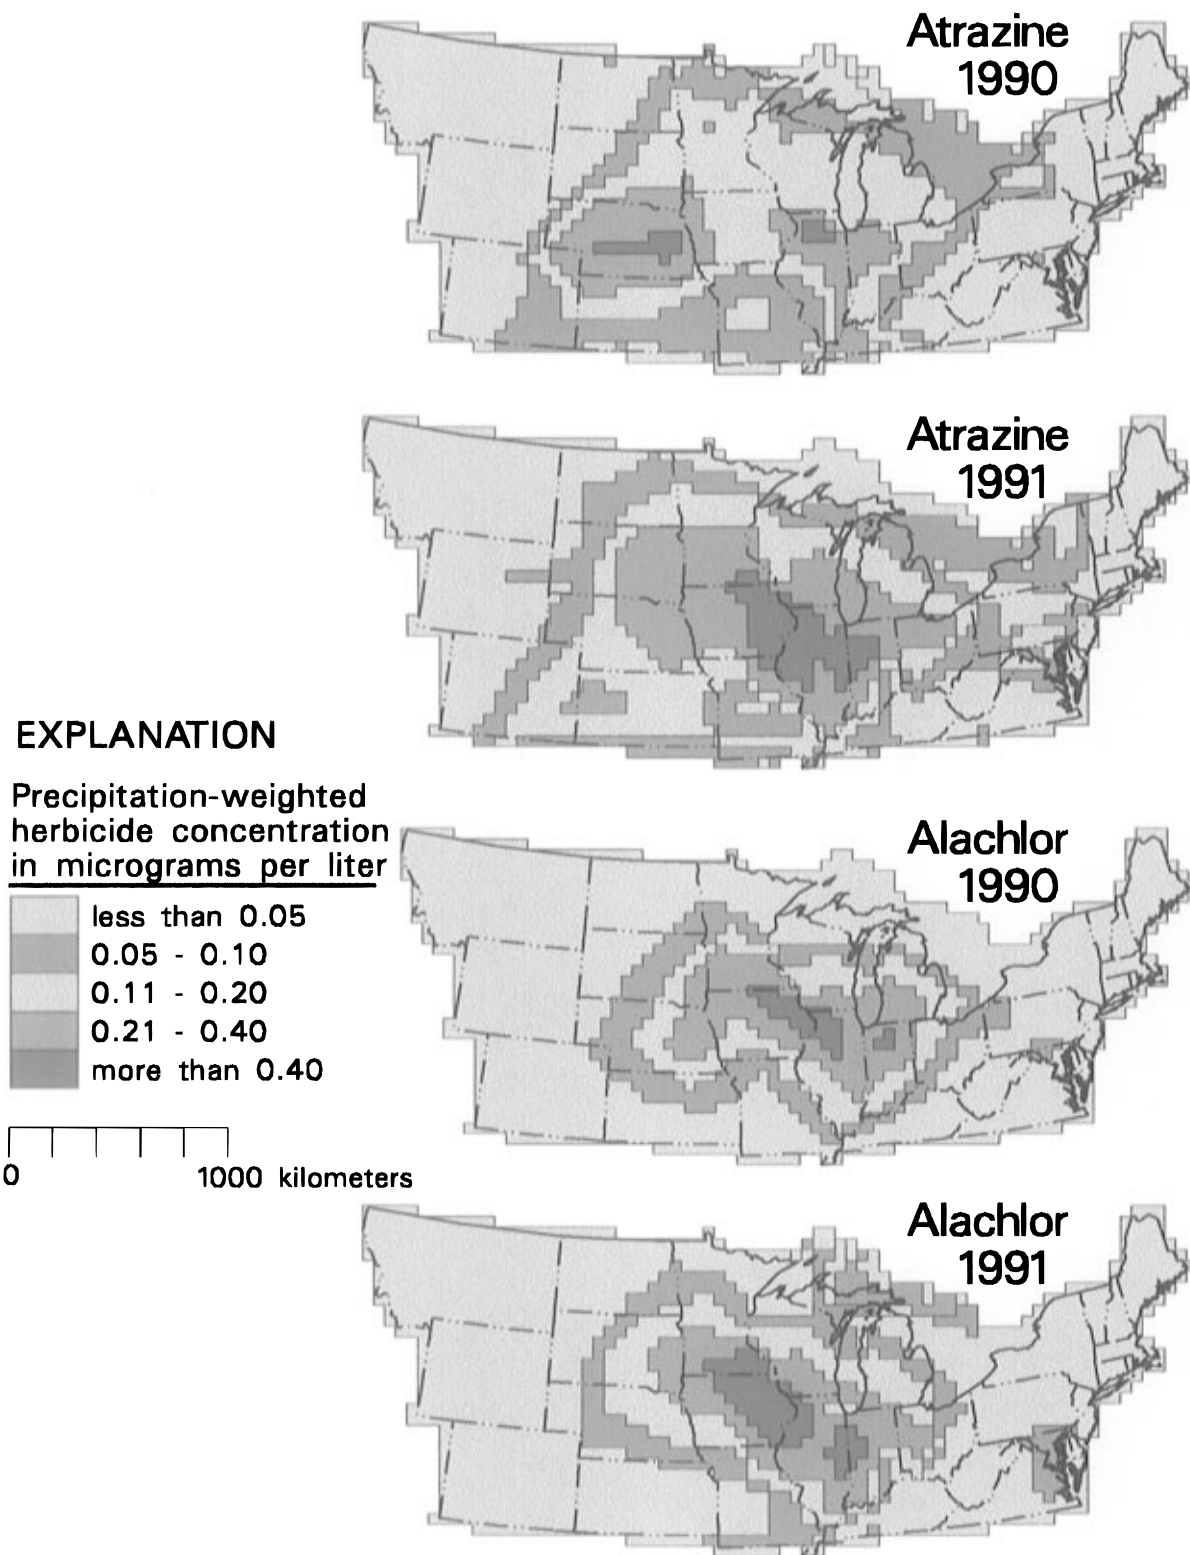 Atrazine
1990
Atrazine
1991
EXPLANATION
Precipitation-weighted
herbicide concentration
in micrograms per liter
less than 0.05
0.05 - 0.10
0.11 - 0.20
0.21 - 0.40
more than 0.40
0 1000 kilometers
Alachlor
1990
Alachlor
1991